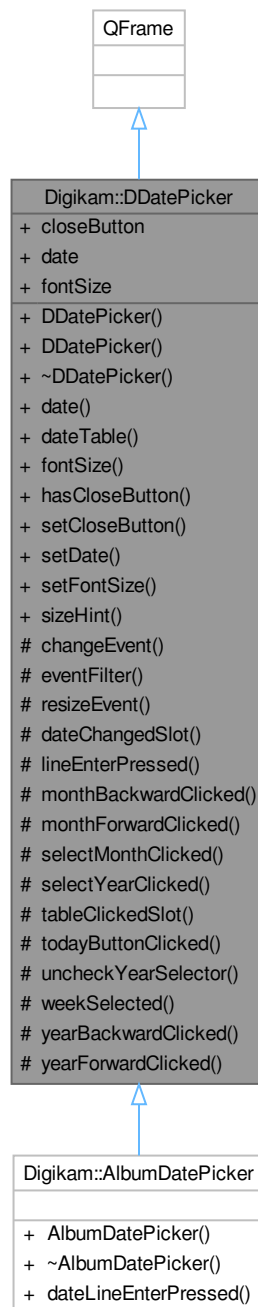 QFrame
Digikam::DDatePicker
+ closeButton
+ date
+ fontSize
+ DDatePicker()
+ DDatePicker()
+ ~DDatePicker()
+ date()
+ dateTable()
+ fontSize()
+ hasCloseButton()
+ setCloseButton()
+ setDate()
+ setFontSize()
+ sizeHint()
# changeEvent()
# eventFilter()
# resizeEvent()
# dateChangedSlot()
# lineEnterPressed()
# monthBackwardClicked()
# monthForwardClicked()
# selectMonthClicked()
# selectYearClicked()
# tableClickedSlot()
# todayButtonClicked()
# uncheckYearSelector()
# weekSelected()
# yearBackwardClicked()
# yearForwardClicked()
Digikam::AlbumDatePicker
+ AlbumDatePicker()
+ ~AlbumDatePicker()
+ dateLineEnterPressed()